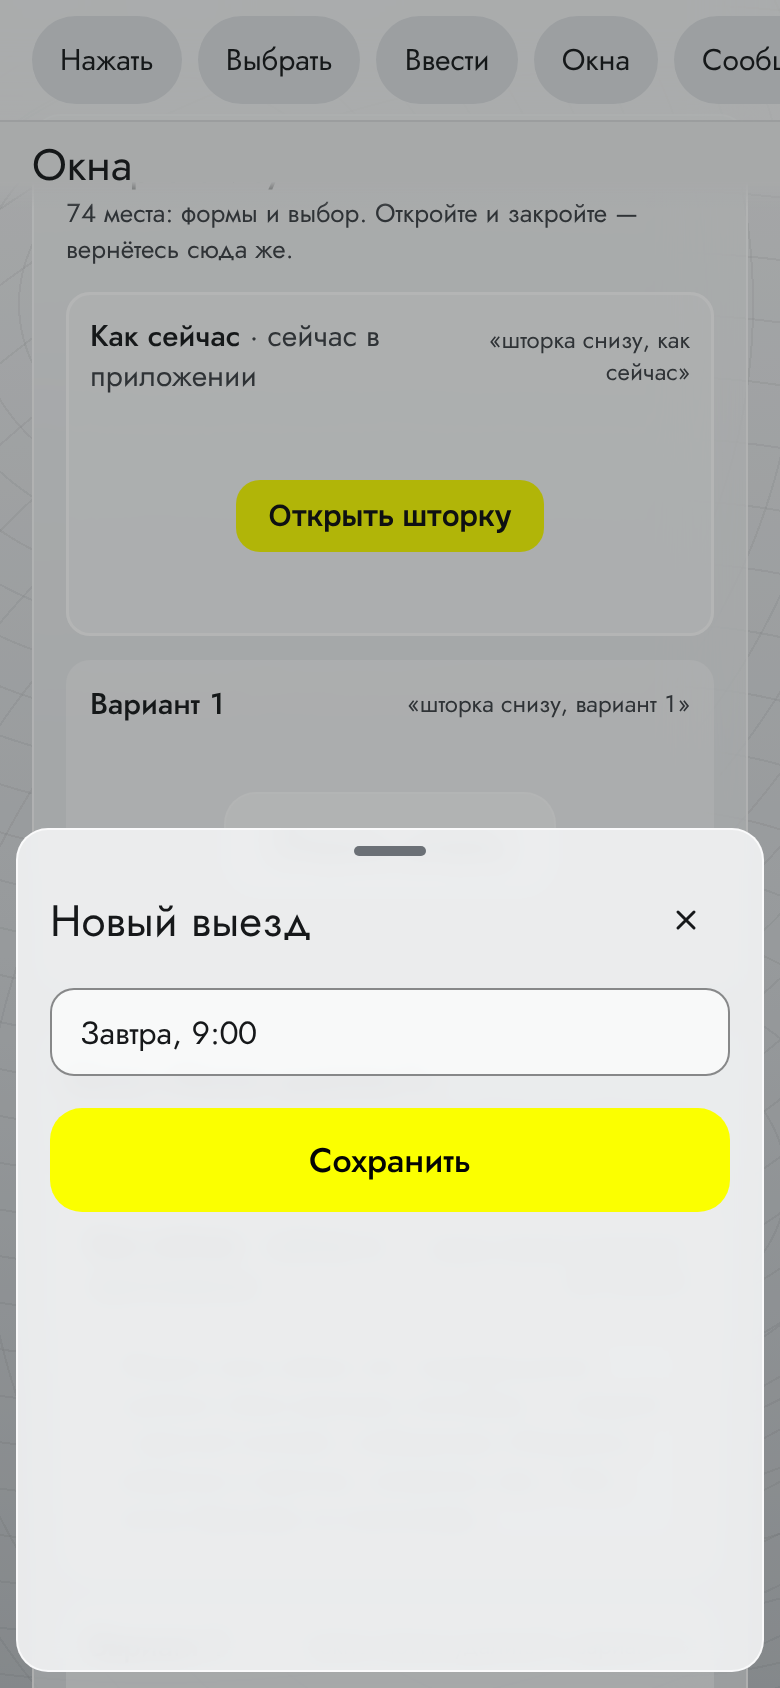 Нажать
Выбрать
Ввести
Окна
Окна
74 места: формы и выбор. Откройте и закройте —
вернётесь сюда же.
Как сейчас · сейчас в
приложении
«шторка снизу, как
сейчас»
Открыть шторку
Вариант 1
«шторка снизу, вариант 1»
Новый выезд
×
Завтра, 9:00
Сохранить